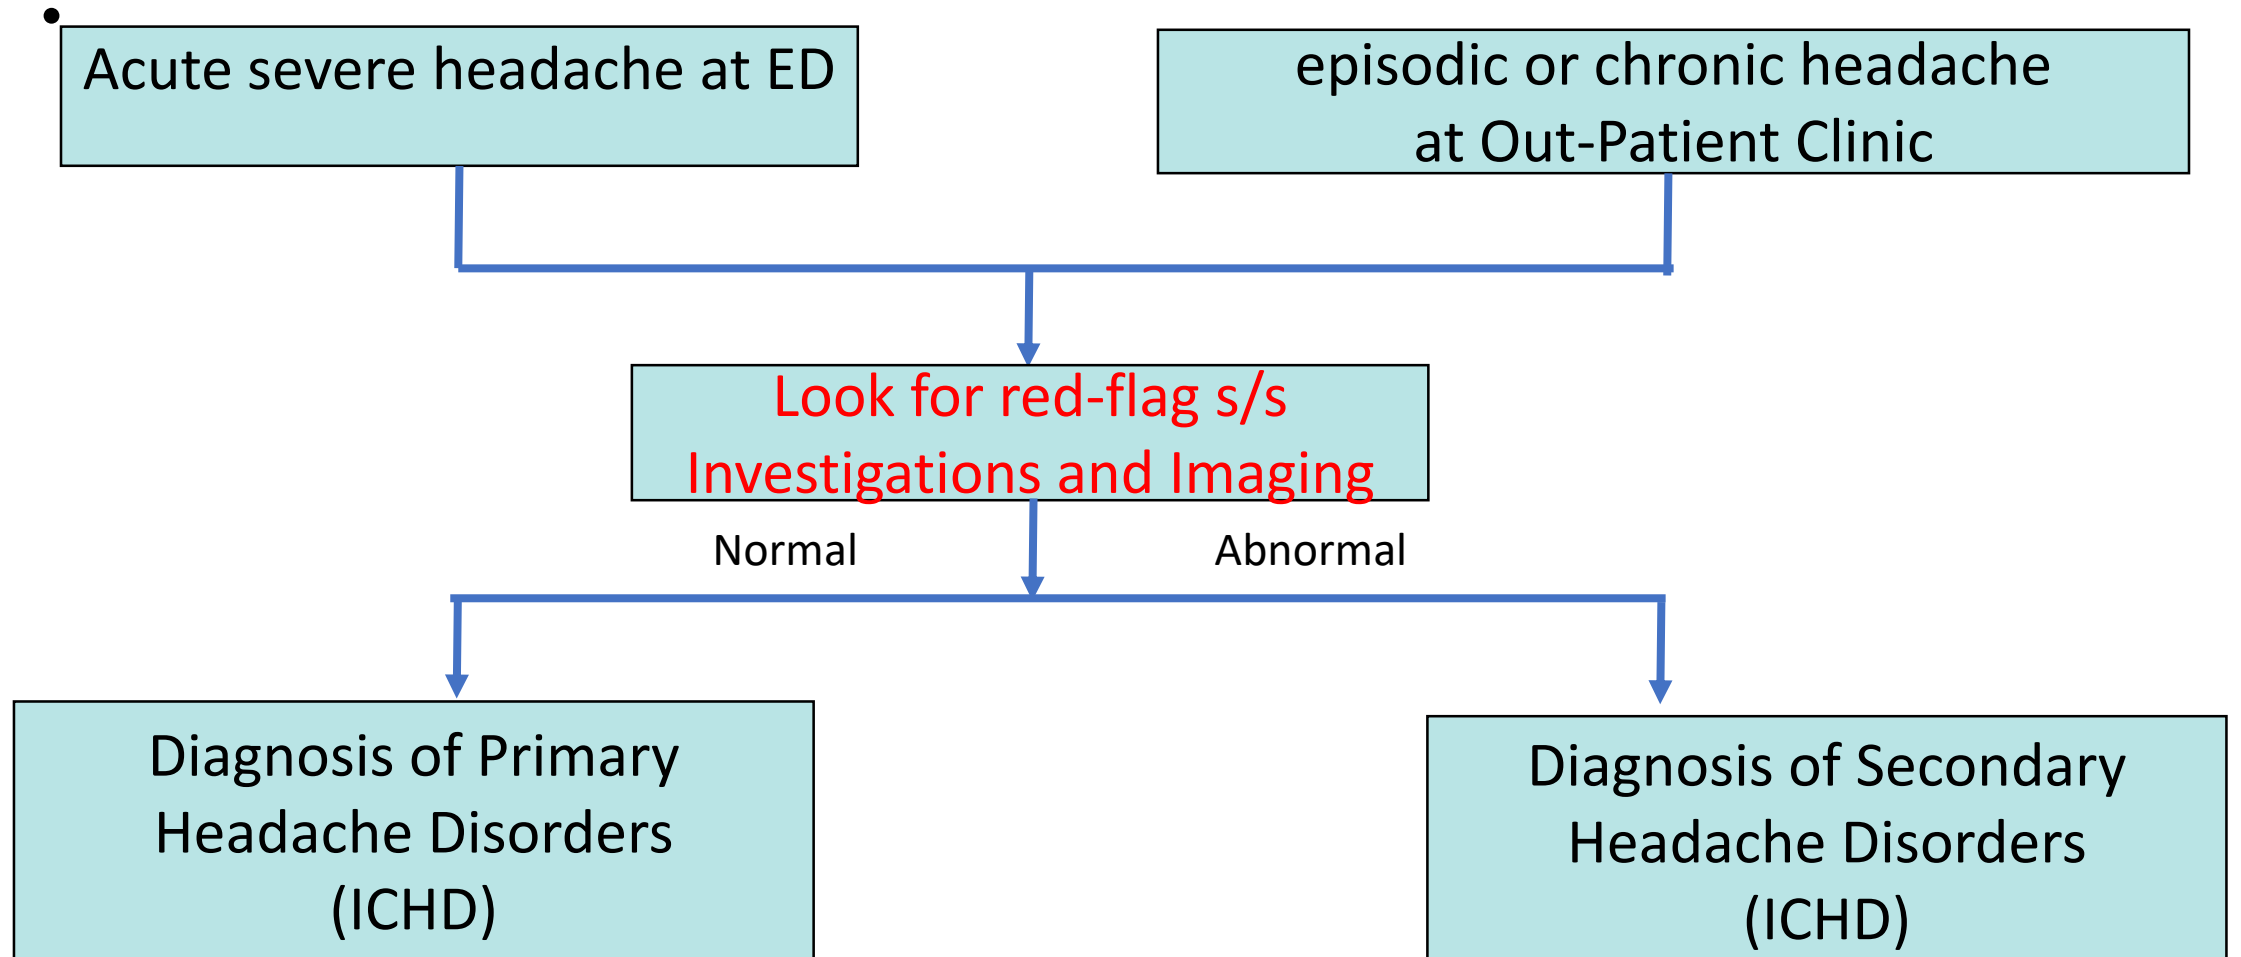 Acute severe headache at ED
episodic or chronic headache
at Out-Patient Clinic
Look for red-flag s/s
Investigations and Imaging
Normal
Abnormal
Diagnosis of Primary
Headache Disorders
(ICHD)
Diagnosis of Secondary
Headache Disorders
(ICHD)